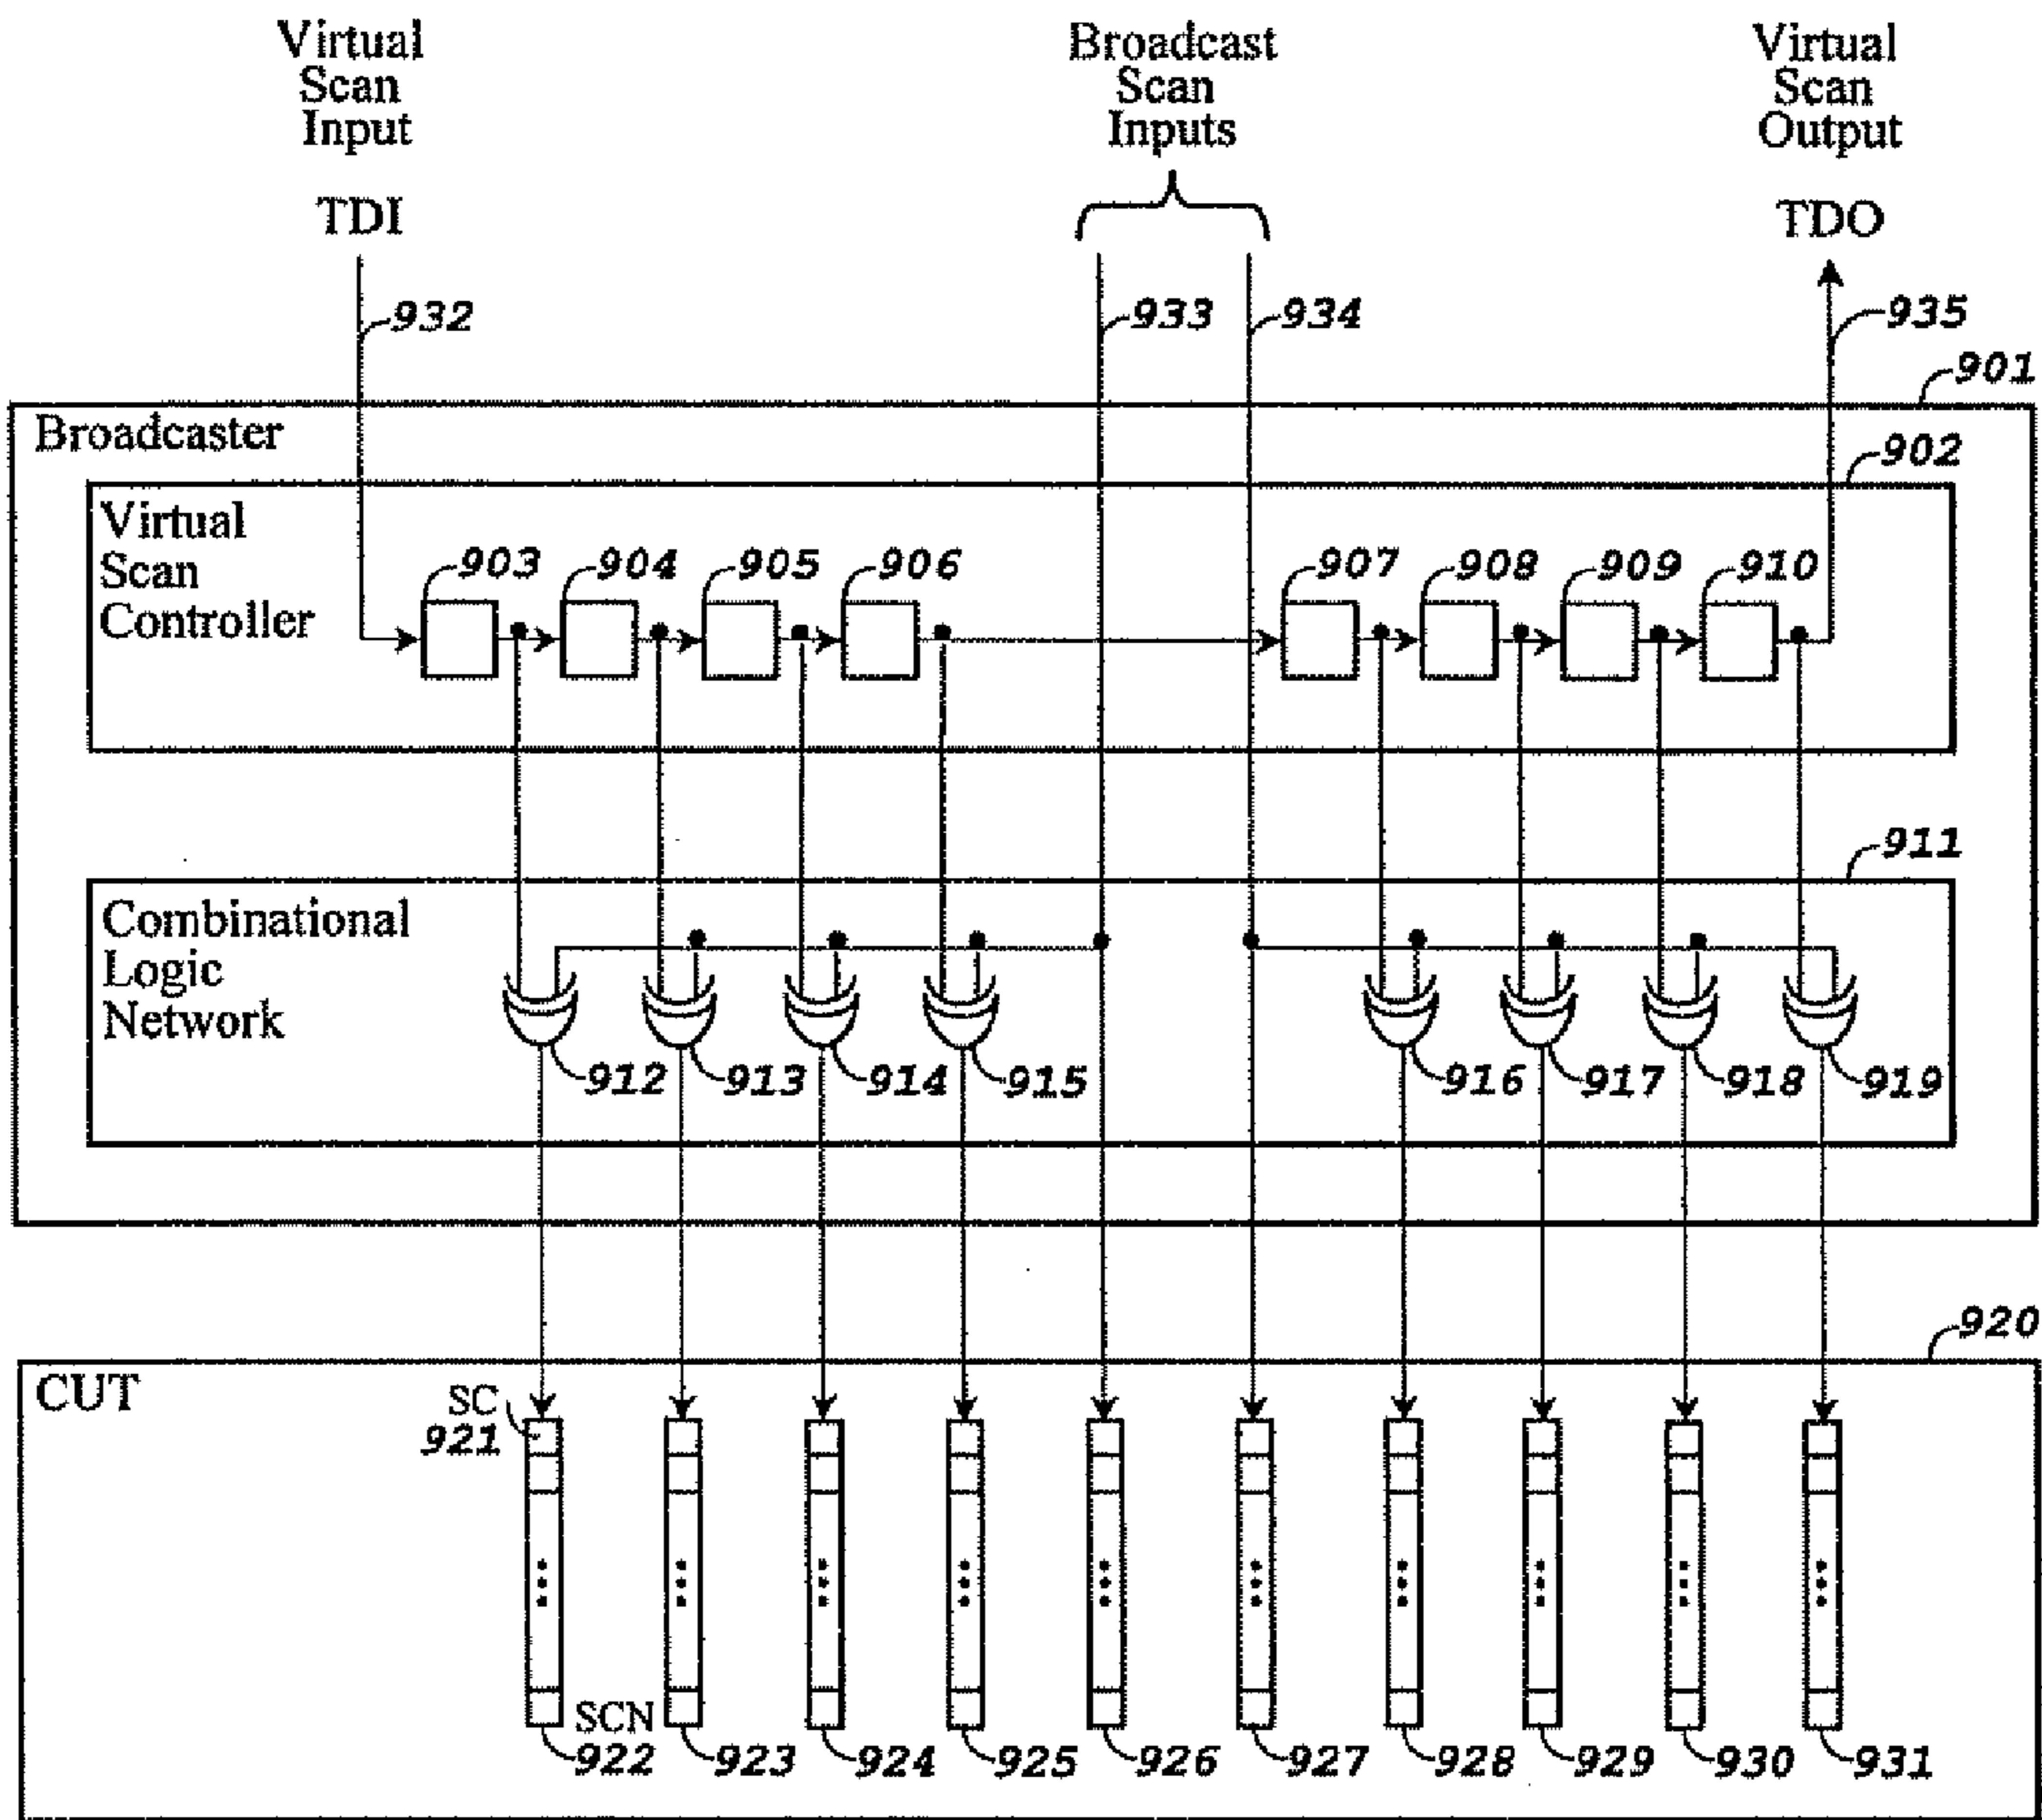 Virtual
Scan
Input
Broadcast
Scan
Inputs
Virtual
Scan
Output
TDI
TDO
932
933
934
935
901
Broadcaster
902
Virtual
Scan
Controller
903
904
905
906
907
908
909
910
911
Combinational
Logic
Network
912
913
914
915
916
917
918
919
920
CUT
SC
921
SCN
922
923
924
925
926
927
928
929
930
931